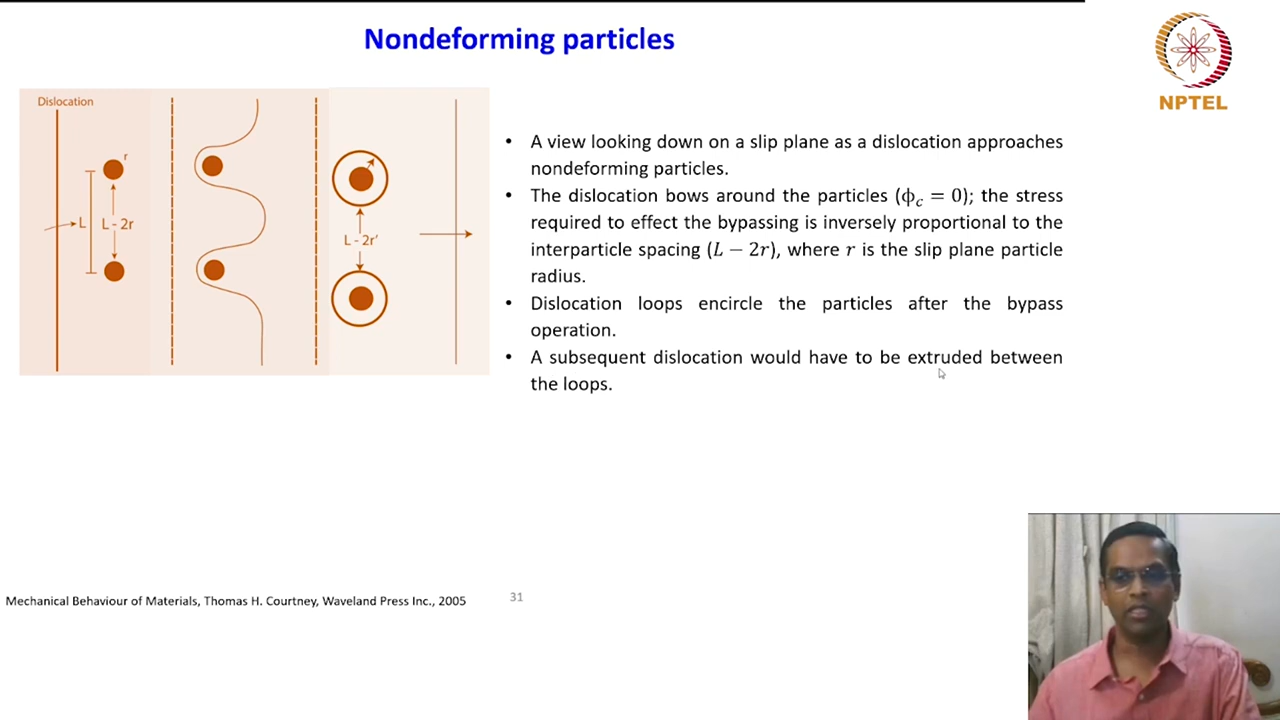 Nondeforming particles
NPTEL
Dislocation
r
L
L - 2r
L - 2r'
• A view looking down on a slip plane as a dislocation approaches
nondeforming particles.
• The dislocation bows around the particles (ϕ_c = 0); the stress
required to effect the bypassing is inversely proportional to the
interparticle spacing (L − 2r), where r is the slip plane particle
radius.
• Dislocation loops encircle the particles after the bypass
operation.
• A subsequent dislocation would have to be extruded between
the loops.
Mechanical Behaviour of Materials, Thomas H. Courtney, Waveland Press Inc., 2005
31